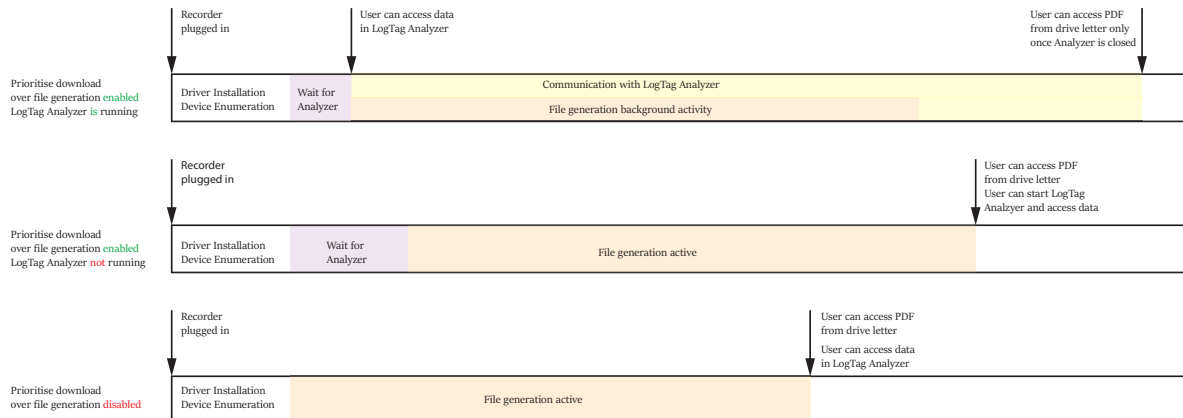 Recorder
plugged in
User can access data
in LogTag Analyzer
User can access PDF
from drive letter only
once Analyzer is closed
Prioritise download
over file generation enabled
LogTag Analyzer is running
Driver Installation
Device Enumeration
Wait for
Analyzer
Communication with LogTag Analyzer
File generation background activity
Recorder
plugged in
User can access PDF
from drive letter
User can start LogTag
Analzyer and access data
Prioritise download
over file generation enabled
LogTag Analyzer not running
Driver Installation
Device Enumeration
Wait for
Analyzer
File generation active
Recorder
plugged in
User can access PDF
from drive letter
User can access data
in LogTag Analyzer
Prioritise download
over file generation disabled
Driver Installation
Device Enumeration
File generation active